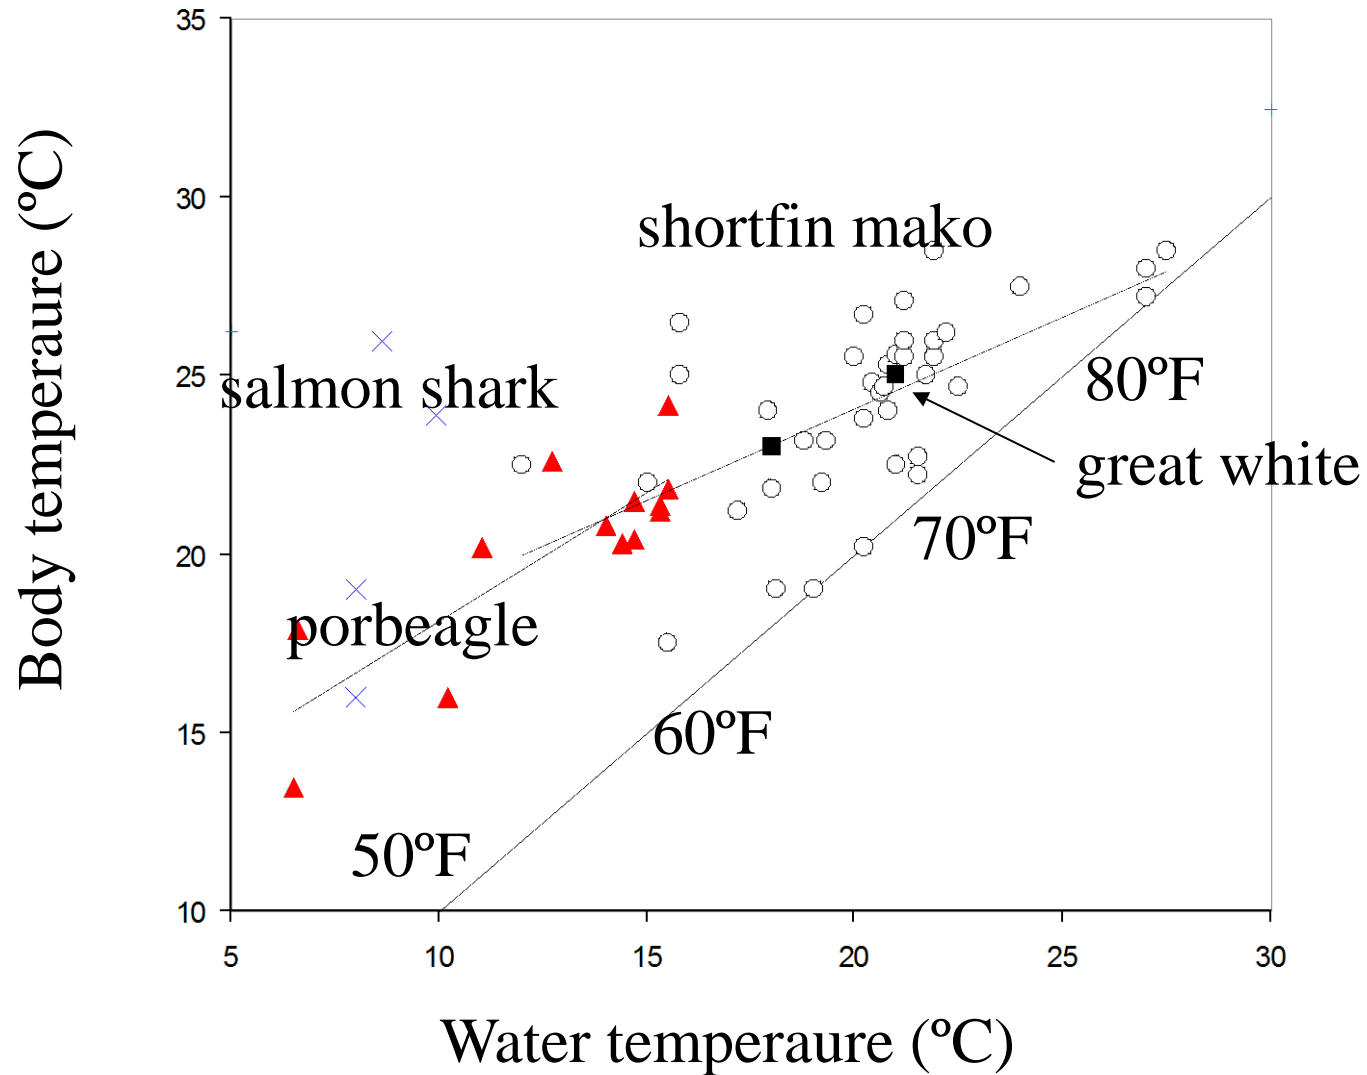 35
30
25
20
15
10
5
10
15
20
25
30
Body temperaure (ºC)
Water temperaure (ºC)
shortfin mako
salmon shark
80ºF
great white
70ºF
porbeagle
60ºF
50ºF